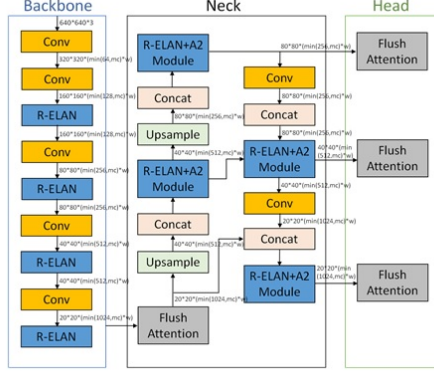 Backbone
640*640*3
Conv
320*320*(min(64,mc)*w)
Conv
160*160*(min(128,mc)*w)
R-ELAN
160*160*(min(128,mc)*w)
Conv
80*80*(min(256,mc)*w)
R-ELAN
80*80*(min(256,mc)*w)
Conv
40*40*(min(512,mc)*w)
R-ELAN
40*40*(min(512,mc)*w)
Conv
20*20*(min(1024,mc)*w)
R-ELAN
Neck
R-ELAN+A2
Module
Concat
80*80*(min(256,mc)*w)
Upsample
40*40*(min(512,mc)*w)
R-ELAN+A2
Module
Concat
40*40*(min(512,mc)*w)
Upsample
20*20*(min(1024,mc)*w)
Flush
Attention
80*80*(min(256,mc)*w)
Conv
80*80*(min(256,mc)*w)
Concat
80*80*(min(256,mc)*w)
R-ELAN+A2
Module
40*40*(min
(512,mc)*w)
40*40*(min(512,mc)*w)
Conv
20*20*(min(1024,mc)*w)
Concat
R-ELAN+A2
Module
20*20*(min
(1024,mc)*w)
Head
Flush
Attention
Flush
Attention
Flush
Attention